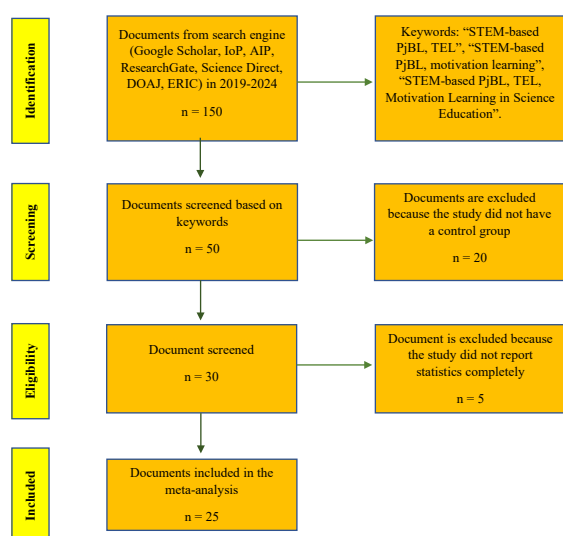 Identification
Documents from search engine
(Google Scholar, IoP, AIP,
ResearchGate, Science Direct,
DOAJ, ERIC) in 2019-2024
n = 150
Keywords: “STEM-based
PjBL, TEL”, “STEM-based
PjBL, motivation learning”,
“STEM-based PjBL, TEL,
Motivation Learning in Science
Education”.
Screening
Documents screened based on
keywords
n = 50
Documents are excluded
because the study did not have
a control group
n = 20
Eligibility
Document screened
n = 30
Document is excluded because
the study did not report
statistics completely
n = 5
Included
Documents included in the
meta-analysis
n = 25